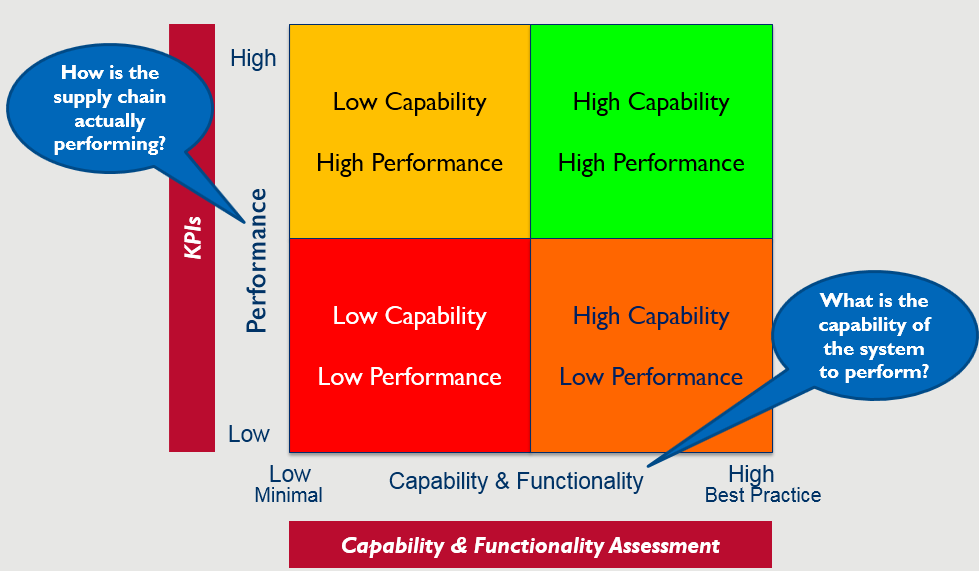 How is the
supply chain
actually
performing?
KPIs
Performance
High
Low
Low Capability
High Performance
High Capability
High Performance
Low Capability
Low Performance
High Capability
Low Performance
What is the
capability of
the system
to perform?
Low
Minimal
Capability & Functionality
High
Best Practice
Capability & Functionality Assessment